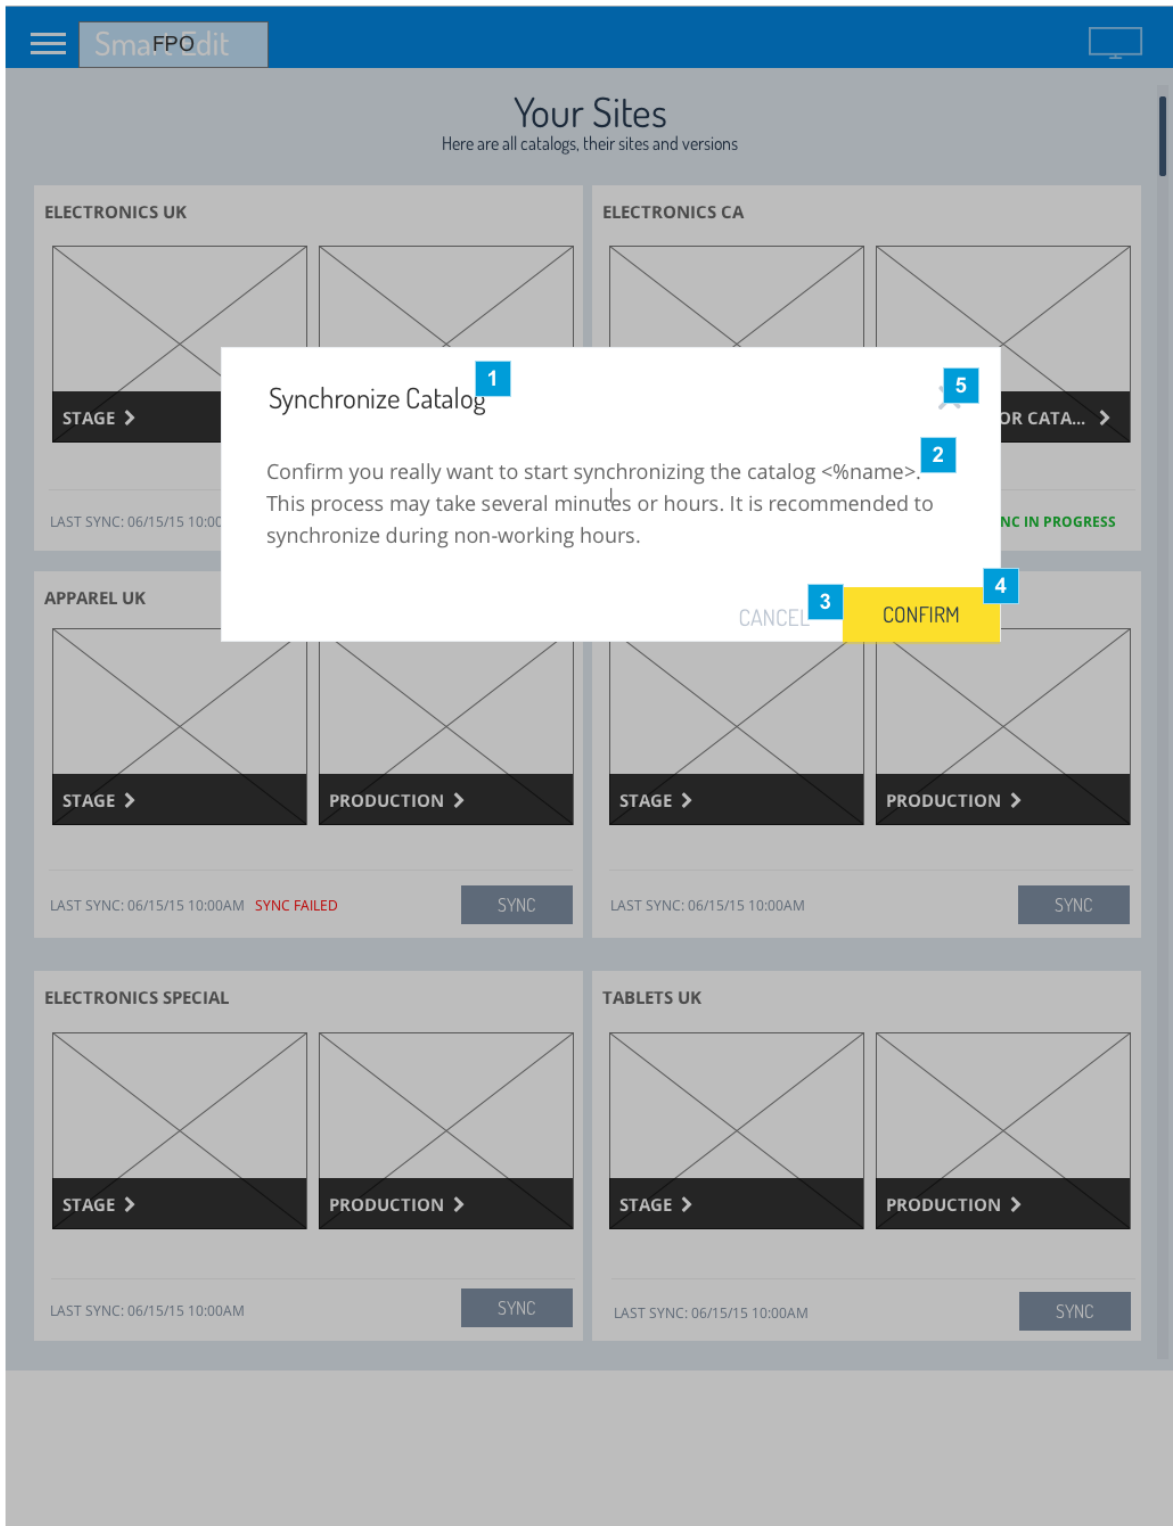 Smart Edit
FPO
Your Sites
Here are all catalogs, their sites and versions
ELECTRONICS UK
ELECTRONICS CA
1
5
Synchronize Catalog
STAGE
OR CATA...
2
Confirm you really want to start synchronizing the catalog <%name>.
This process may take several minutes or hours. It is recommended to
synchronize during non-working hours.
LAST SYNC: 06/15/15 10:00
NC IN PROGRESS
3
4
CANCEL
CONFIRM
APPAREL UK
STAGE
PRODUCTION
STAGE
PRODUCTION
LAST SYNC: 06/15/15 10:00AM SYNC FAILED
SYNC
LAST SYNC: 06/15/15 10:00AM
SYNC
ELECTRONICS SPECIAL
TABLETS UK
STAGE
PRODUCTION
STAGE
PRODUCTION
LAST SYNC: 06/15/15 10:00AM
SYNC
LAST SYNC: 06/15/15 10:00AM
SYNC